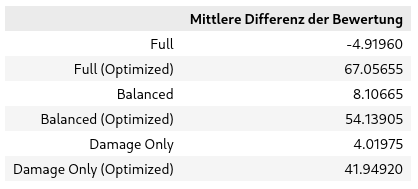 Mittlere Differenz der Bewertung
Full -4.91960
Full (Optimized) 67.05655
Balanced 8.10665
Balanced (Optimized) 54.13905
Damage Only 4.01975
Damage Only (Optimized) 41.94920